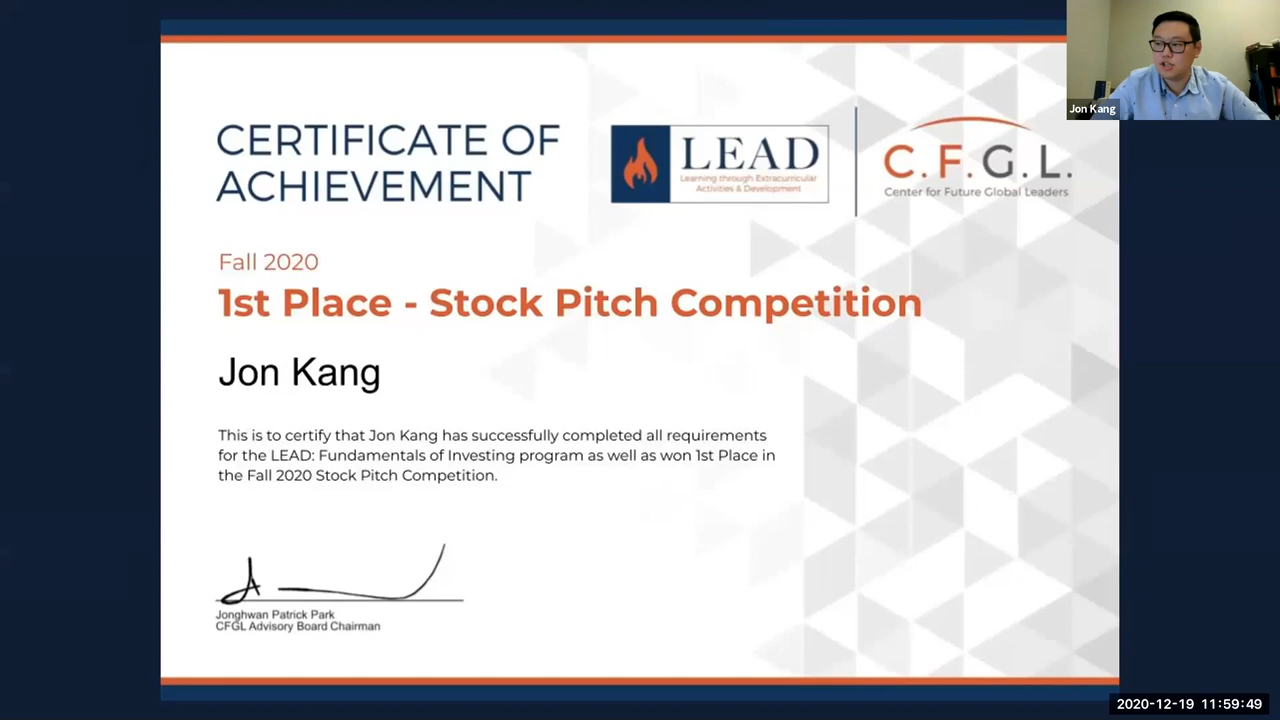 CERTIFICATE OF
ACHIEVEMENT
LEAD
Learning through Extracurricular
Activities & Development
C.F.G.L.
Center for Future Global Leaders
Jon Kang
Fall 2020
1st Place - Stock Pitch Competition
Jon Kang
This is to certify that Jon Kang has successfully completed all requirements
for the LEAD: Fundamentals of Investing program as well as won 1st Place in
the Fall 2020 Stock Pitch Competition.
Jonghwan Patrick Park
CFGL Advisory Board Chairman
2020-12-19 11:59:49